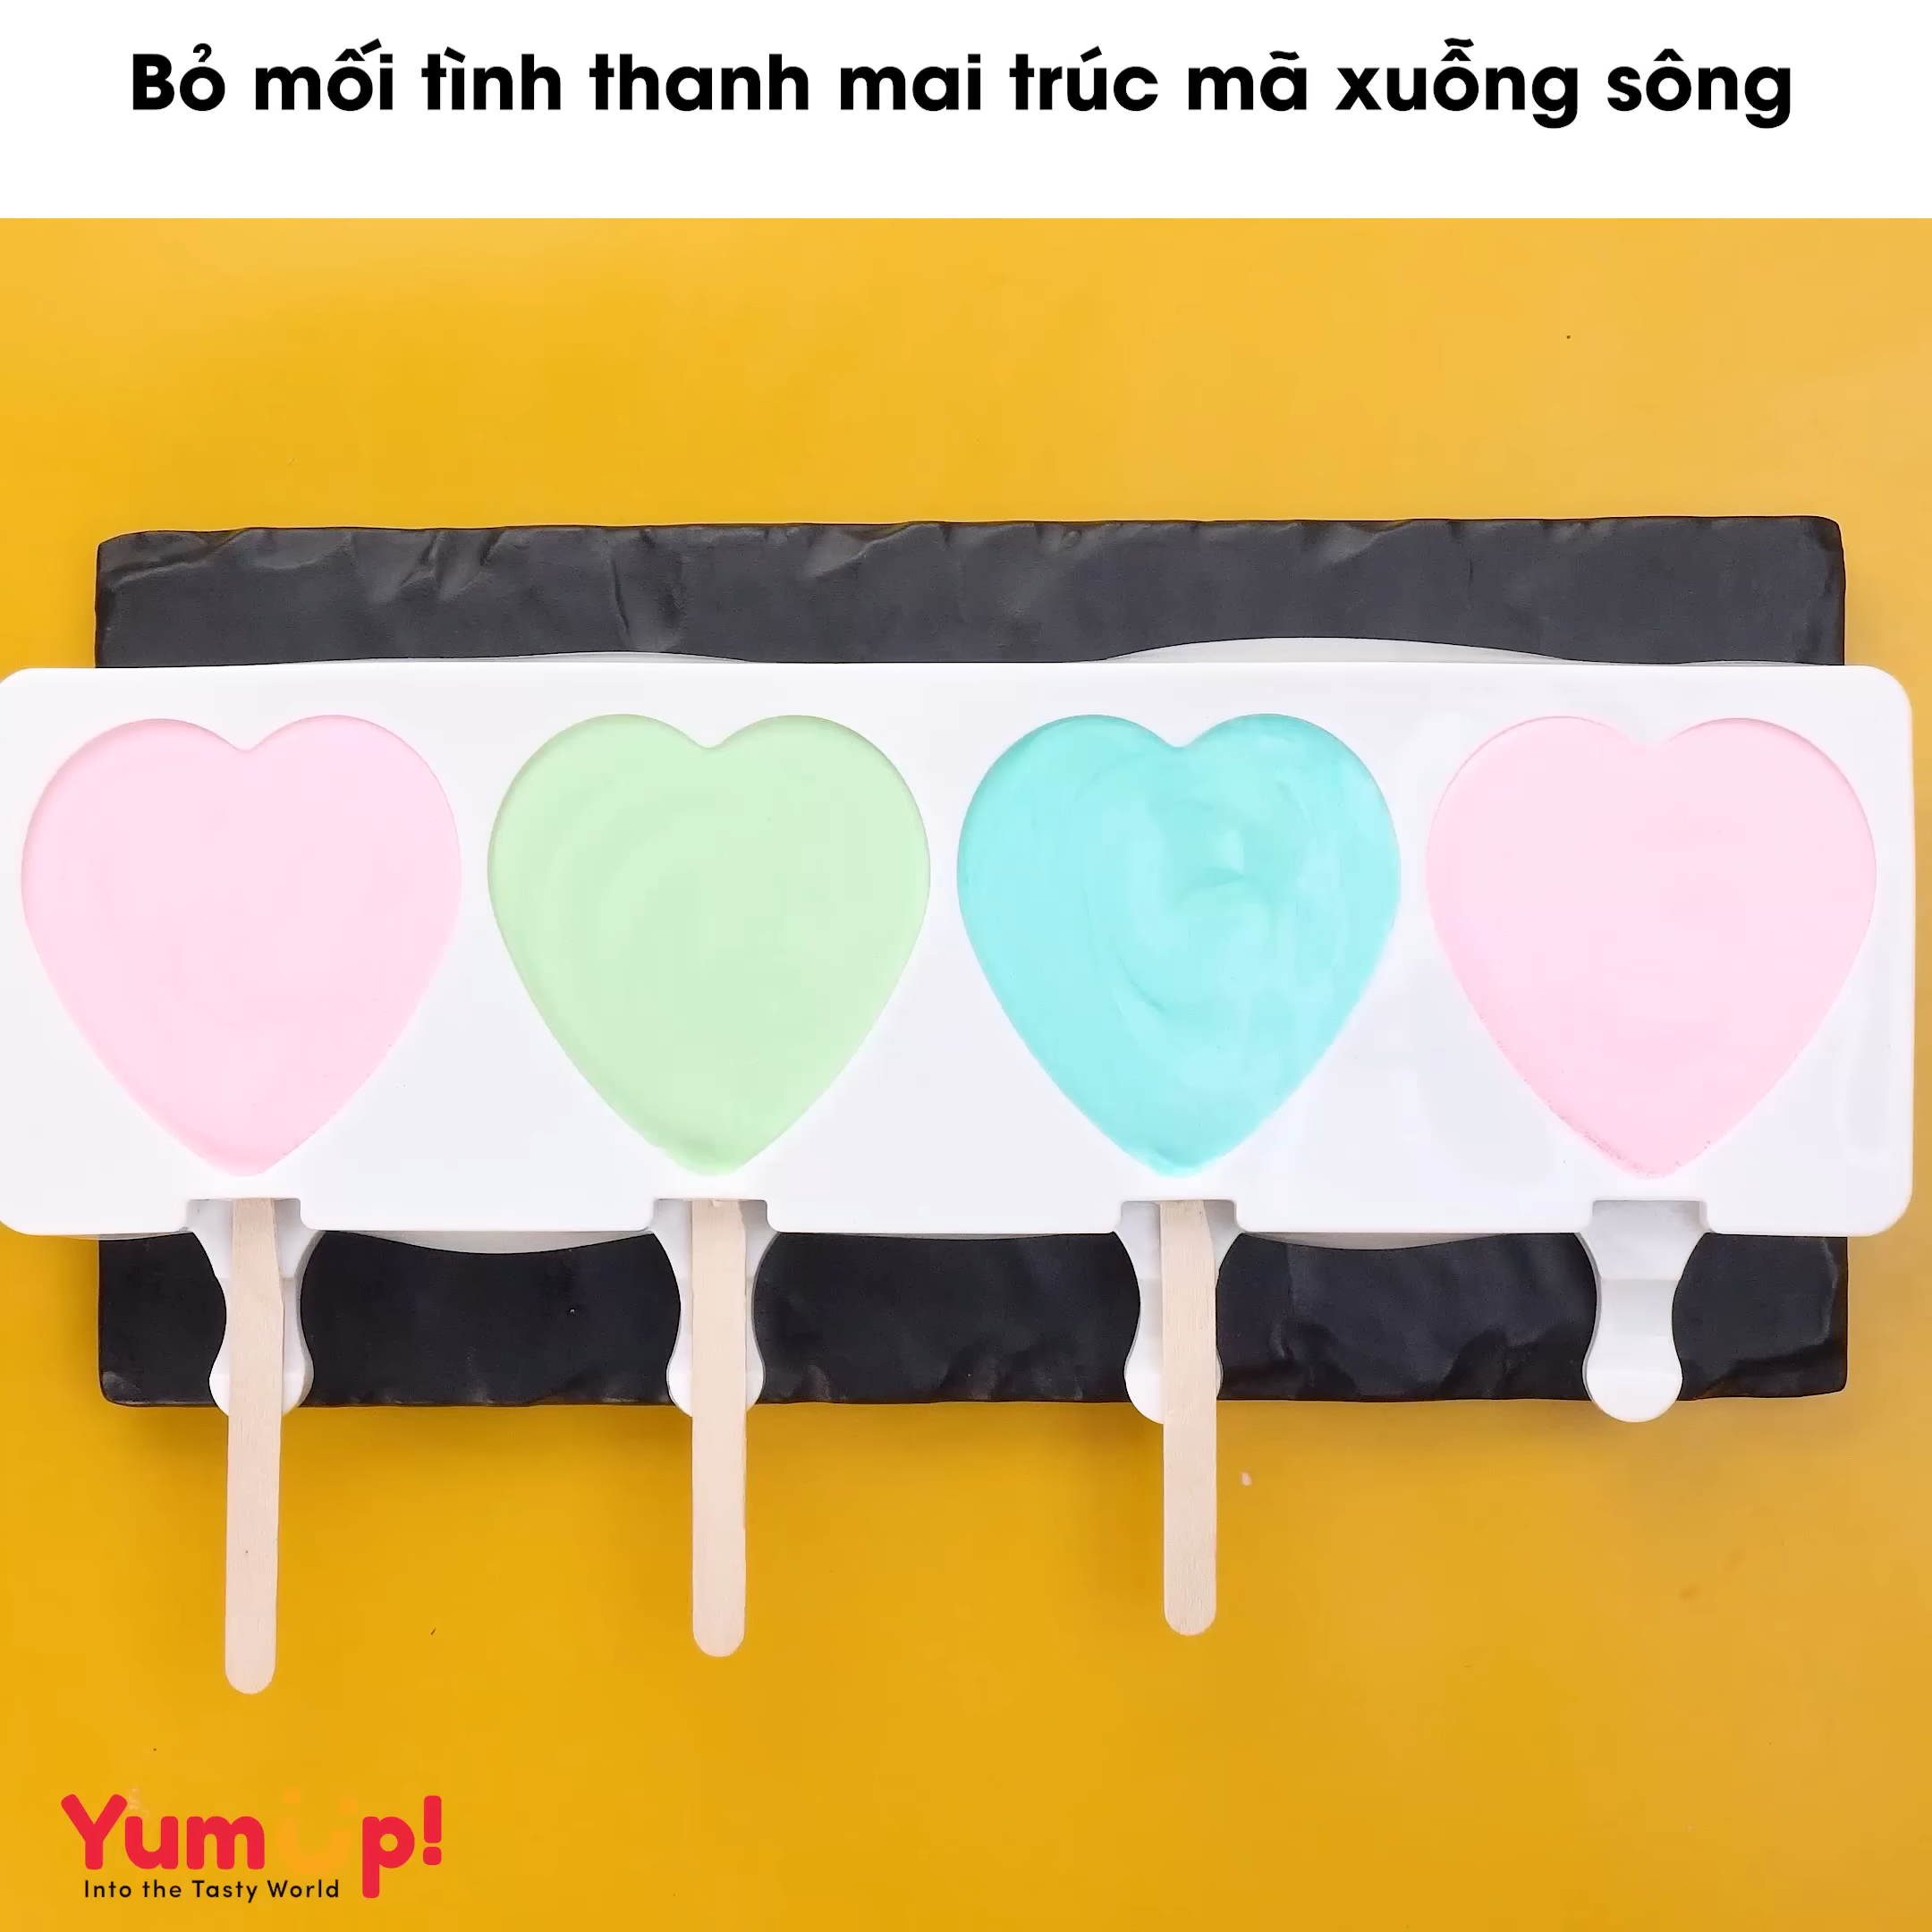 Bỏ mối tình thanh mai trúc mã xuỗng sông
YumUp!
Into the Tasty World